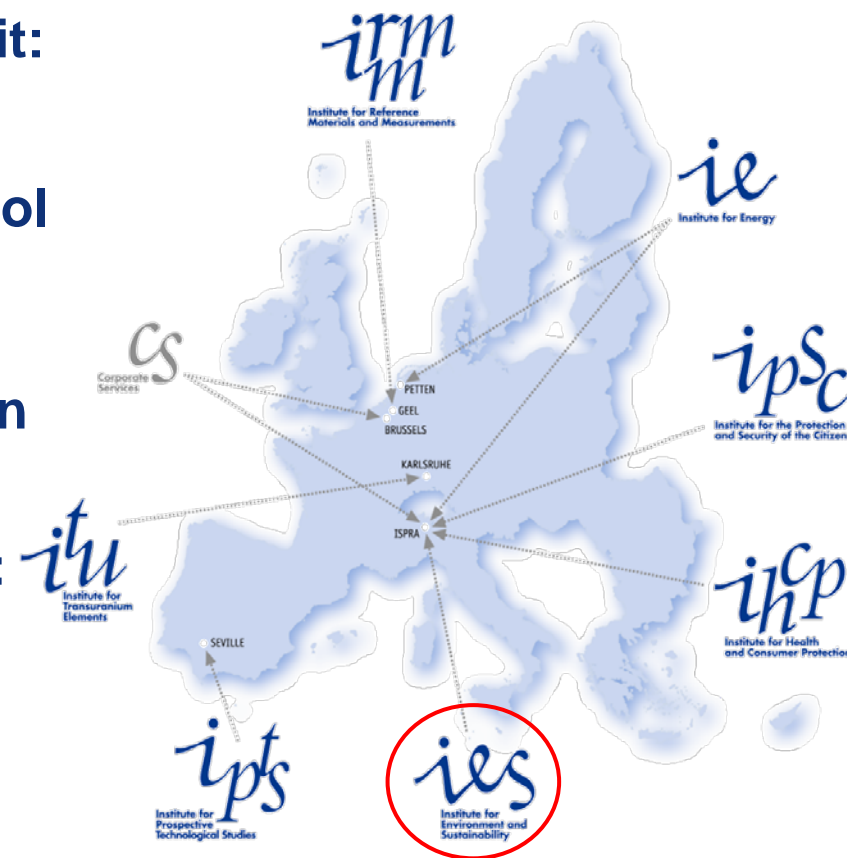 it:
irmm
Institute for Reference
Materials and Measurements
ie
Institute for Energy
ol
cs
Corporate
Services
ipsc
Institute for the Protection
and Security of the Citizen
PETTEN
GEEL
BRUSSELS
n
KARLSRUHE
ISPRA
itu
Institute for
Transuranium
Elements
:
ihcp
Institute for Health
and Consumer Protection
SEVILLE
ipts
Institute for
Prospective
Technological Studies
ies
Institute for
Environment and
Sustainability